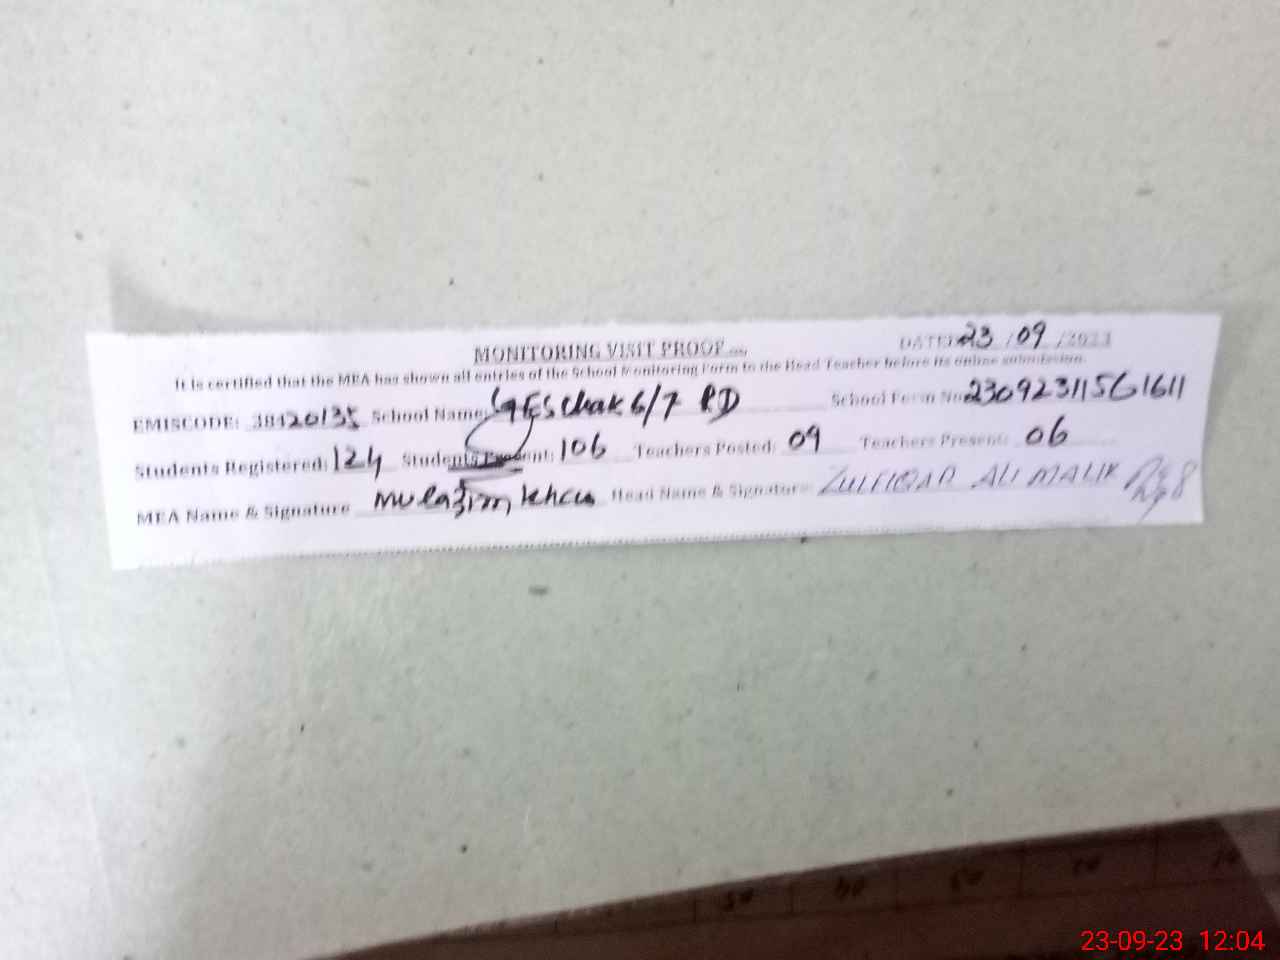 MONITORING VISIT PROOF
DATE: 23/09/2023
It is certified that the MEA has shown all entries of the School Monitoring Form to the Head Teacher before its online submission.
EMISCODE: 38420135 School Name: GES Chak 6/7 RD School Form No. 23092311561611
Students Registered: 124 Students Present: 106 Teachers Posted: 09 Teachers Present: 06
MEA Name & Signature Mulazim Khan Head Name & Signature: ZULFIQAR ALI MALIK
23-09-23 12:04